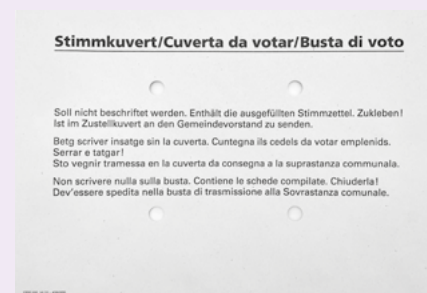 Stimmkuvert/Cuverta da votar/Busta di voto
Soll nicht beschriftet werden. Enthält die ausgefüllten Stimmzettel. Zukleben!
Ist im Zustellkuvert an den Gemeindevorstand zu senden.
Betg scriver insatge sin la cuverta. Cuntegna ils cedels da votar emplenids.
Serrar e tatgar!
Sto vegnir tramessa en la cuverta da consegna a la suprastanza communala.
Non scrivere nulla sulla busta. Contiene le schede compilate. Chiuderla!
Dev'essere spedita nella busta di trasmissione alla Sovrastanza comunale.